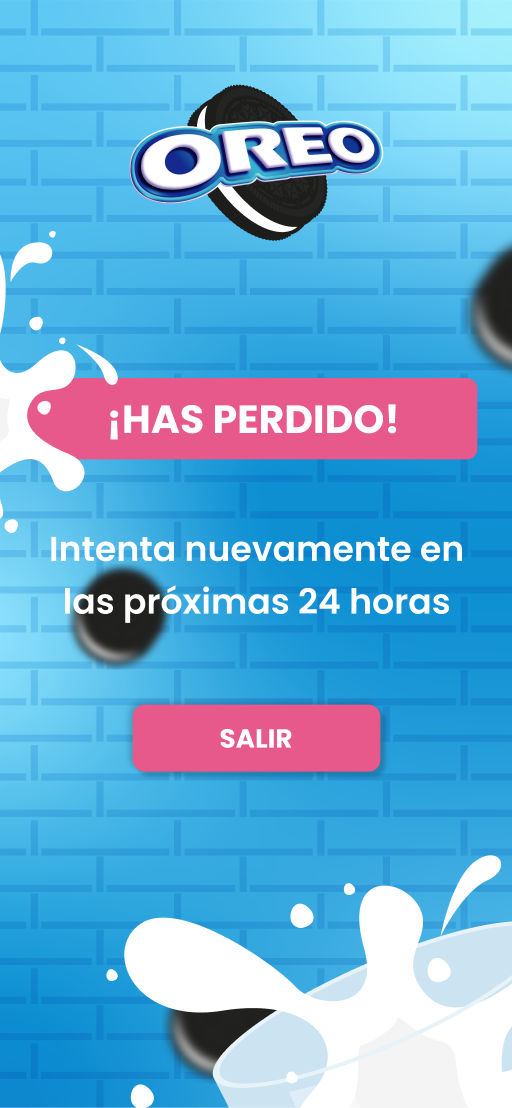 OREO
¡HAS PERDIDO!
Intenta nuevamente en
las próximas 24 horas
SALIR